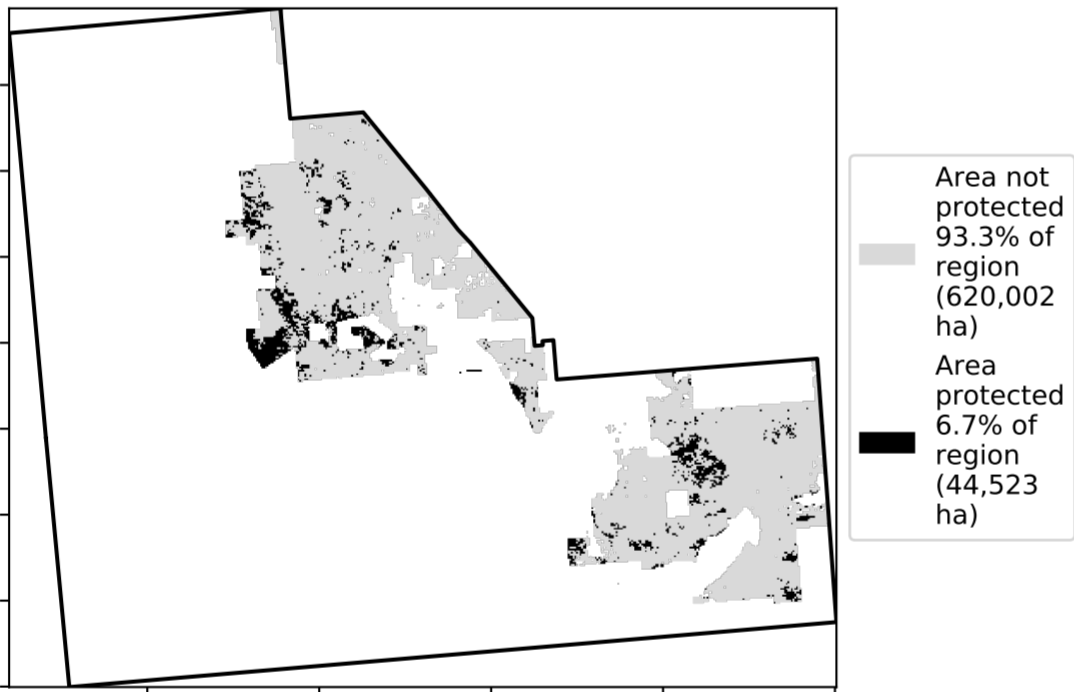 Area not
protected
93.3% of
region
(620,002
ha)
Area
protected
6.7% of
region
(44,523
ha)